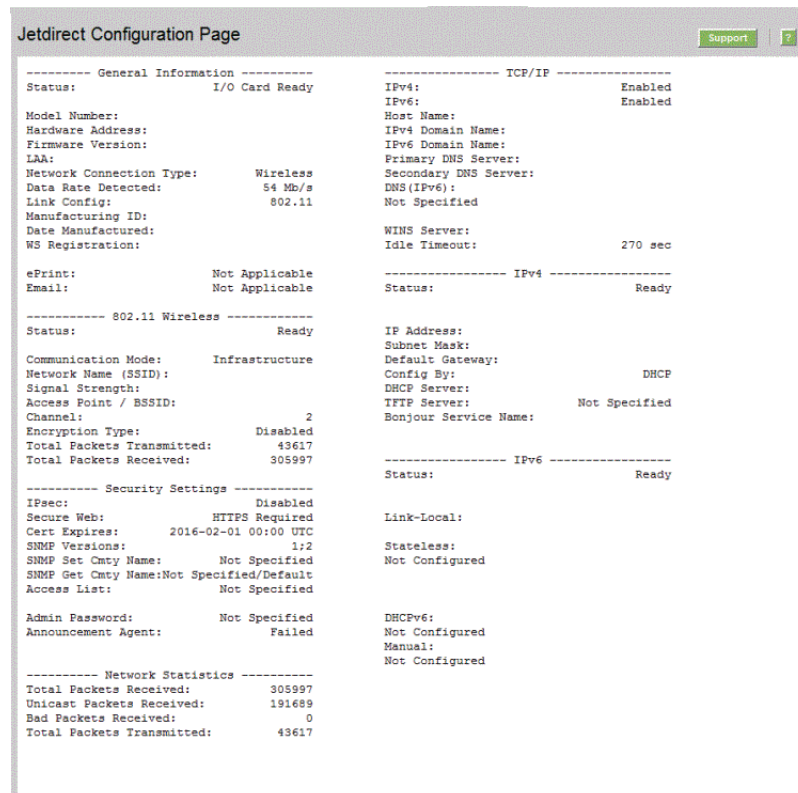 Jetdirect Configuration Page
Support
?
--------- General Information ----------
Status: I/O Card Ready
Model Number:
Hardware Address:
Firmware Version:
LAA:
Network Connection Type: Wireless
Data Rate Detected: 54 Mb/s
Link Config: 802.11
Manufacturing ID:
Date Manufactured:
WS Registration:
ePrint: Not Applicable
Email: Not Applicable
----------- 802.11 Wireless ------------
Status: Ready
Communication Mode: Infrastructure
Network Name (SSID):
Signal Strength:
Access Point / BSSID:
Channel: 2
Encryption Type: Disabled
Total Packets Transmitted: 43617
Total Packets Received: 305997
---------- Security Settings -----------
IPsec: Disabled
Secure Web: HTTPS Required
Cert Expires: 2016-02-01 00:00 UTC
SNMP Versions: 1;2
SNMP Set Cmty Name: Not Specified
SNMP Get Cmty Name:Not Specified/Default
Access List: Not Specified
Admin Password: Not Specified
Announcement Agent: Failed
---------- Network Statistics ----------
Total Packets Received: 305997
Unicast Packets Received: 191689
Bad Packets Received: 0
Total Packets Transmitted: 43617
---------------- TCP/IP ----------------
IPv4: Enabled
IPv6: Enabled
Host Name:
IPv4 Domain Name:
IPv6 Domain Name:
Primary DNS Server:
Secondary DNS Server:
DNS(IPv6):
Not Specified
WINS Server:
Idle Timeout: 270 sec
----------------- IPv4 -----------------
Status: Ready
IP Address:
Subnet Mask:
Default Gateway:
Config By: DHCP
DHCP Server:
TFTP Server: Not Specified
Bonjour Service Name:
----------------- IPv6 -----------------
Status: Ready
Link-Local:
Stateless:
Not Configured
DHCPv6:
Not Configured
Manual:
Not Configured